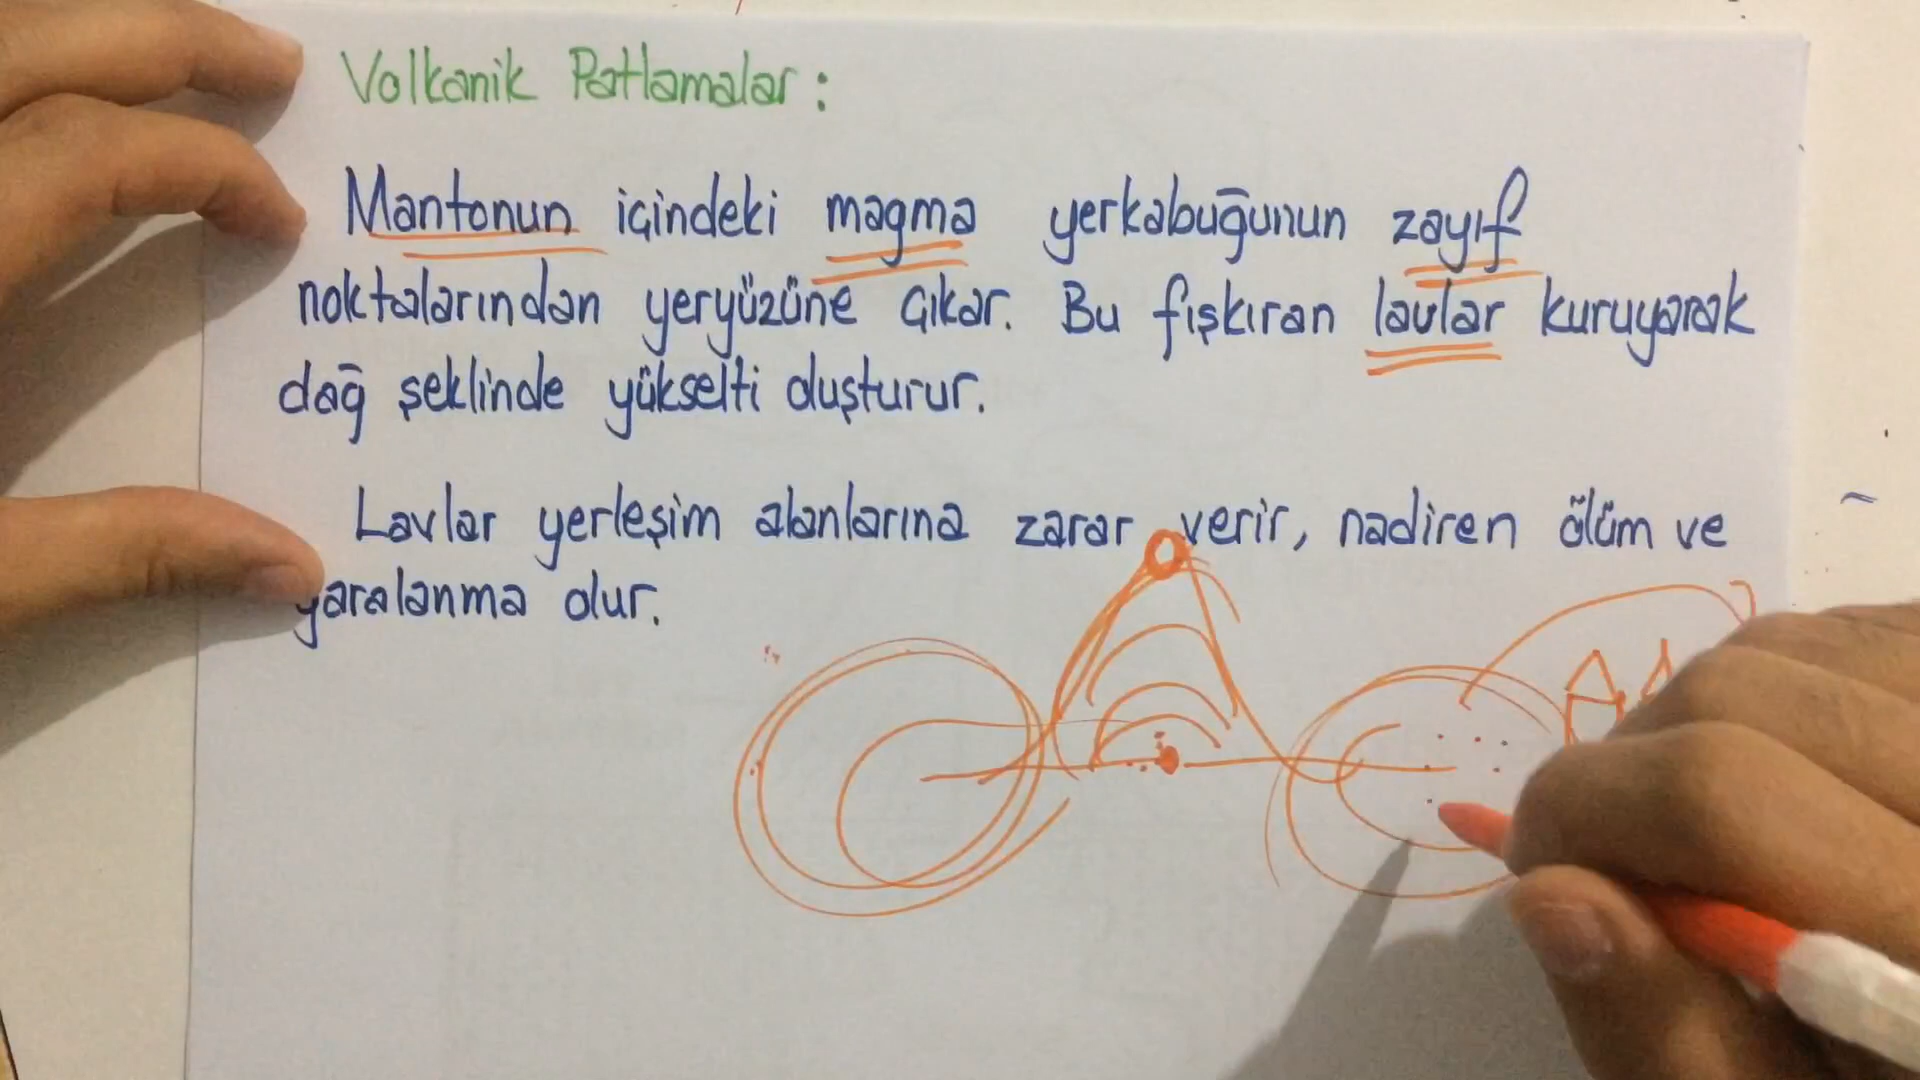 Volkanik Patlamalar :
Mantonun içindeki magma yerkabuğunun zayıf
noktalarından yeryüzüne çıkar. Bu fışkıran lavlar kuruyarak
dağ şeklinde yükselti oluşturur.
Lavlar yerleşim alanlarına zarar verir, nadiren ölüm ve
yaralanma olur.